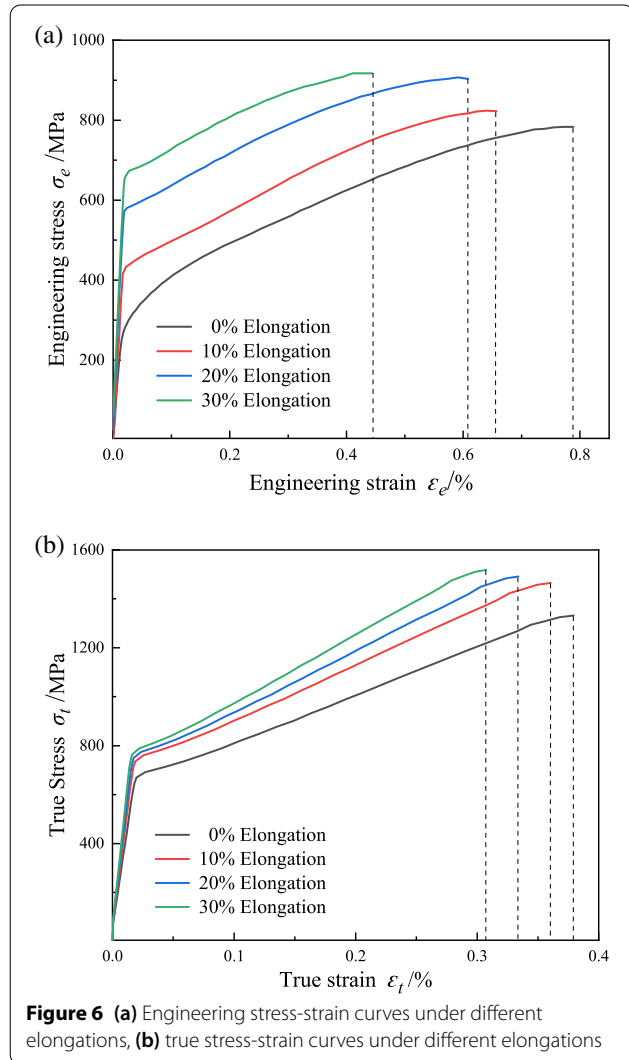 (a)
1000
800
600
400
200
Engineering stress σe /MPa
0% Elongation
10% Elongation
20% Elongation
30% Elongation
0.0 0.2 0.4 0.6 0.8
Engineering strain εe/%
(b)
1600
1200
800
400
True Stress σt /MPa
0% Elongation
10% Elongation
20% Elongation
30% Elongation
0.0 0.1 0.2 0.3 0.4
True strain εt /%
Figure 6 (a) Engineering stress-strain curves under different
elongations, (b) true stress-strain curves under different elongations